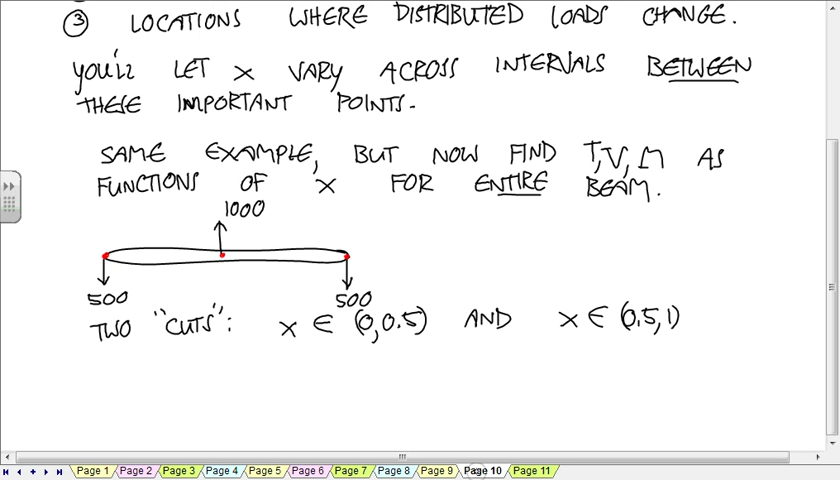 ③ LOCATIONS WHERE DISTRIBUTED LOADS CHANGE.
YOU'LL LET X VARY ACROSS INTERVALS BETWEEN
THESE IMPORTANT POINTS.
SAME EXAMPLE, BUT NOW FIND T, V, M AS
FUNCTIONS OF X FOR ENTIRE BEAM.
1000
500 500
TWO "CUTS": X ∈ (0, 0.5) AND X ∈ (0.5, 1)
Page 1 Page 2 Page 3 Page 4 Page 5 Page 6 Page 7 Page 8 Page 9 Page 10 Page 11